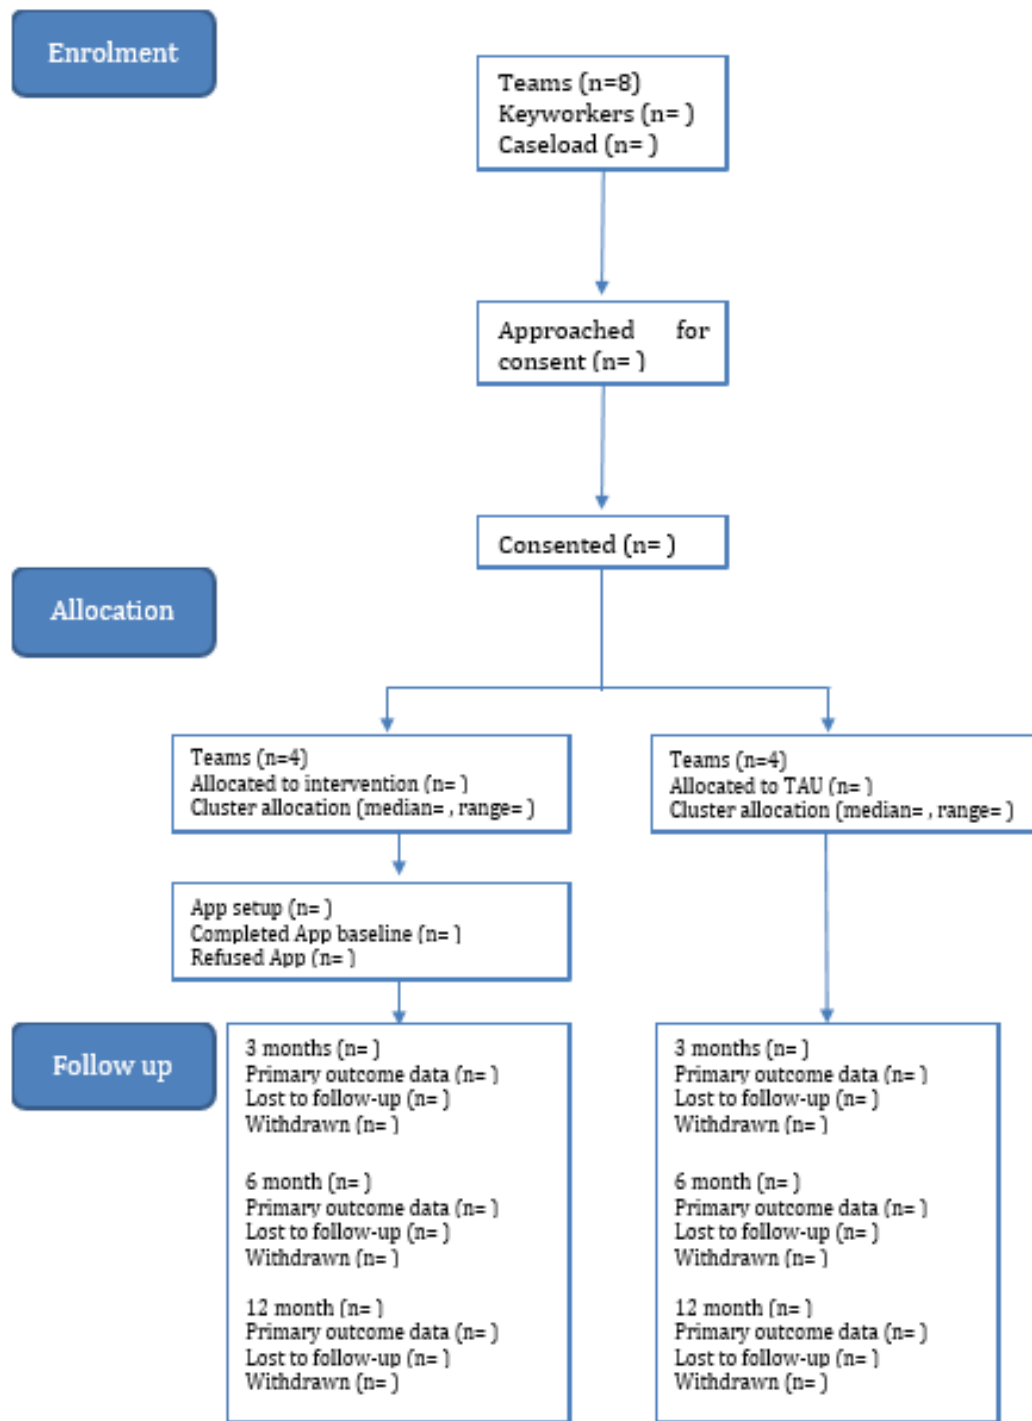 Enrolment
Teams (n=8)
Keyworkers (n= )
Caseload (n= )
Approached for
consent (n= )
Consented (n= )
Allocation
Teams (n=4)
Allocated to intervention (n= )
Cluster allocation (median= , range= )
Teams (n=4)
Allocated to TAU (n= )
Cluster allocation (median= , range= )
App setup (n= )
Completed App baseline (n= )
Refused App (n= )
Follow up
3 months (n= )
Primary outcome data (n= )
Lost to follow-up (n= )
Withdrawn (n= )
6 month (n= )
Primary outcome data (n= )
Lost to follow-up (n= )
Withdrawn (n= )
12 month (n= )
Primary outcome data (n= )
Lost to follow-up (n= )
Withdrawn (n= )
3 months (n= )
Primary outcome data (n= )
Lost to follow-up (n= )
Withdrawn (n= )
6 month (n= )
Primary outcome data (n= )
Lost to follow-up (n= )
Withdrawn (n= )
12 month (n= )
Primary outcome data (n= )
Lost to follow-up (n= )
Withdrawn (n= )